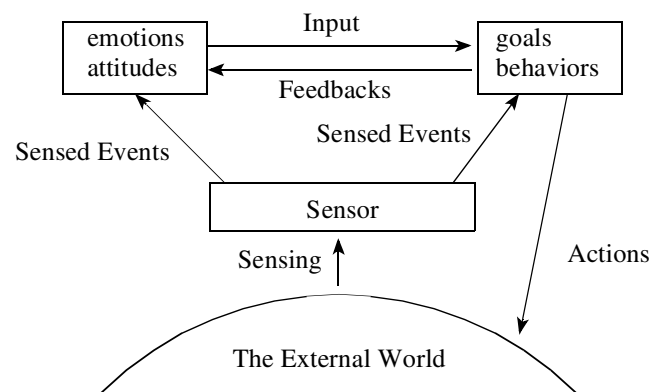 Input
emotions
attitudes
goals
behaviors
Feedbacks
Sensed Events
Sensed Events
Sensor
Sensing
Actions
The External World